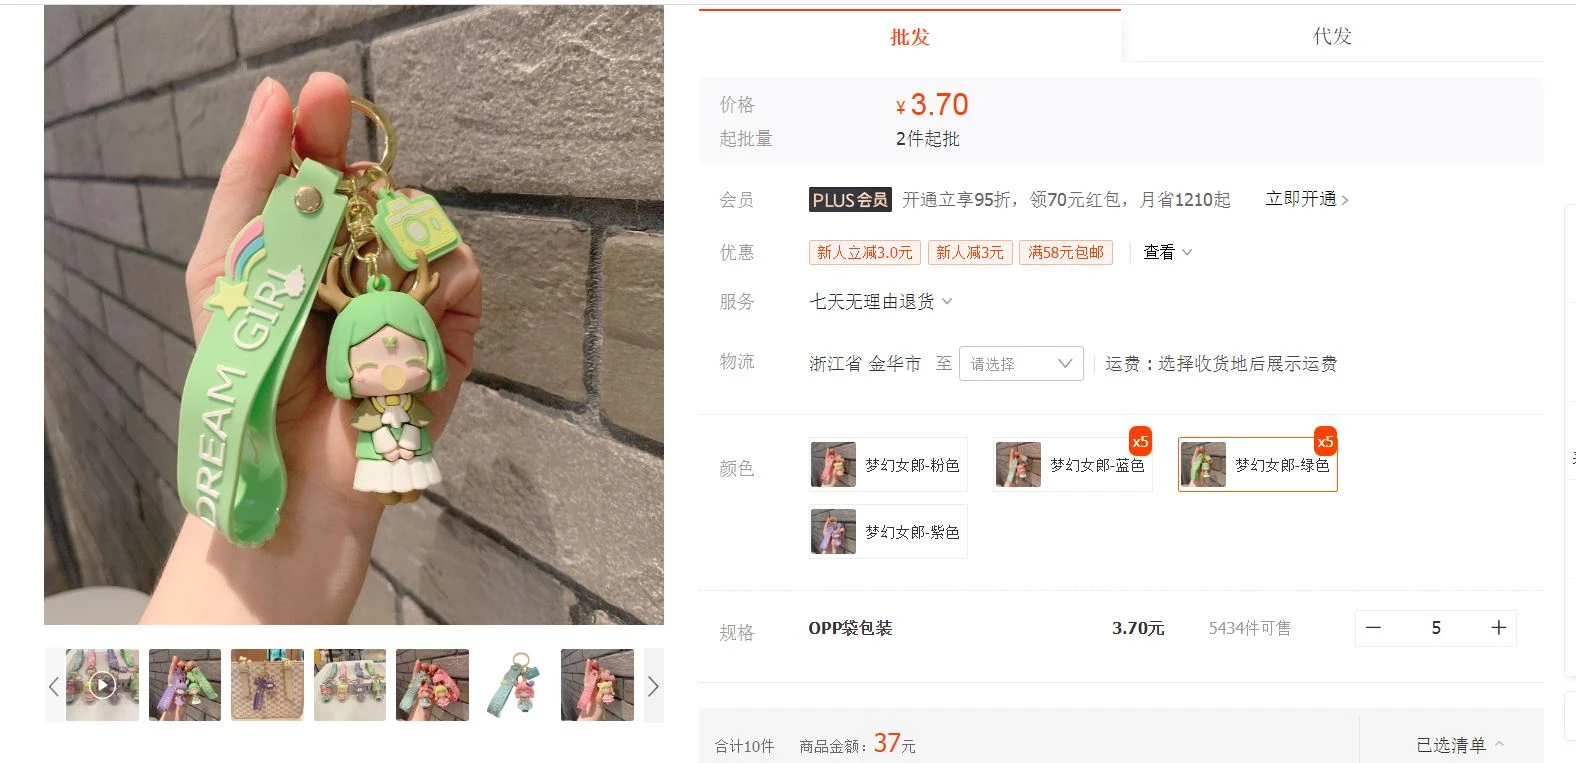 DREAM GIRL
批发
代发
价格
¥ 3.70
起批量
2件起批
会员
PLUS会员 开通立享95折，领70元红包，月省1210起 立即开通
优惠
新人立减3.0元 新人减3元 满58元包邮 查看
服务
七天无理由退货
物流
浙江省 金华市 至 请选择 运费：选择收货地后展示运费
颜色
梦幻女郎-粉色
x5
梦幻女郎-蓝色
x5
梦幻女郎-绿色
梦幻女郎-紫色
规格
OPP袋包装 3.70元 5434件可售 5
合计10件 商品金额：37元 已选清单